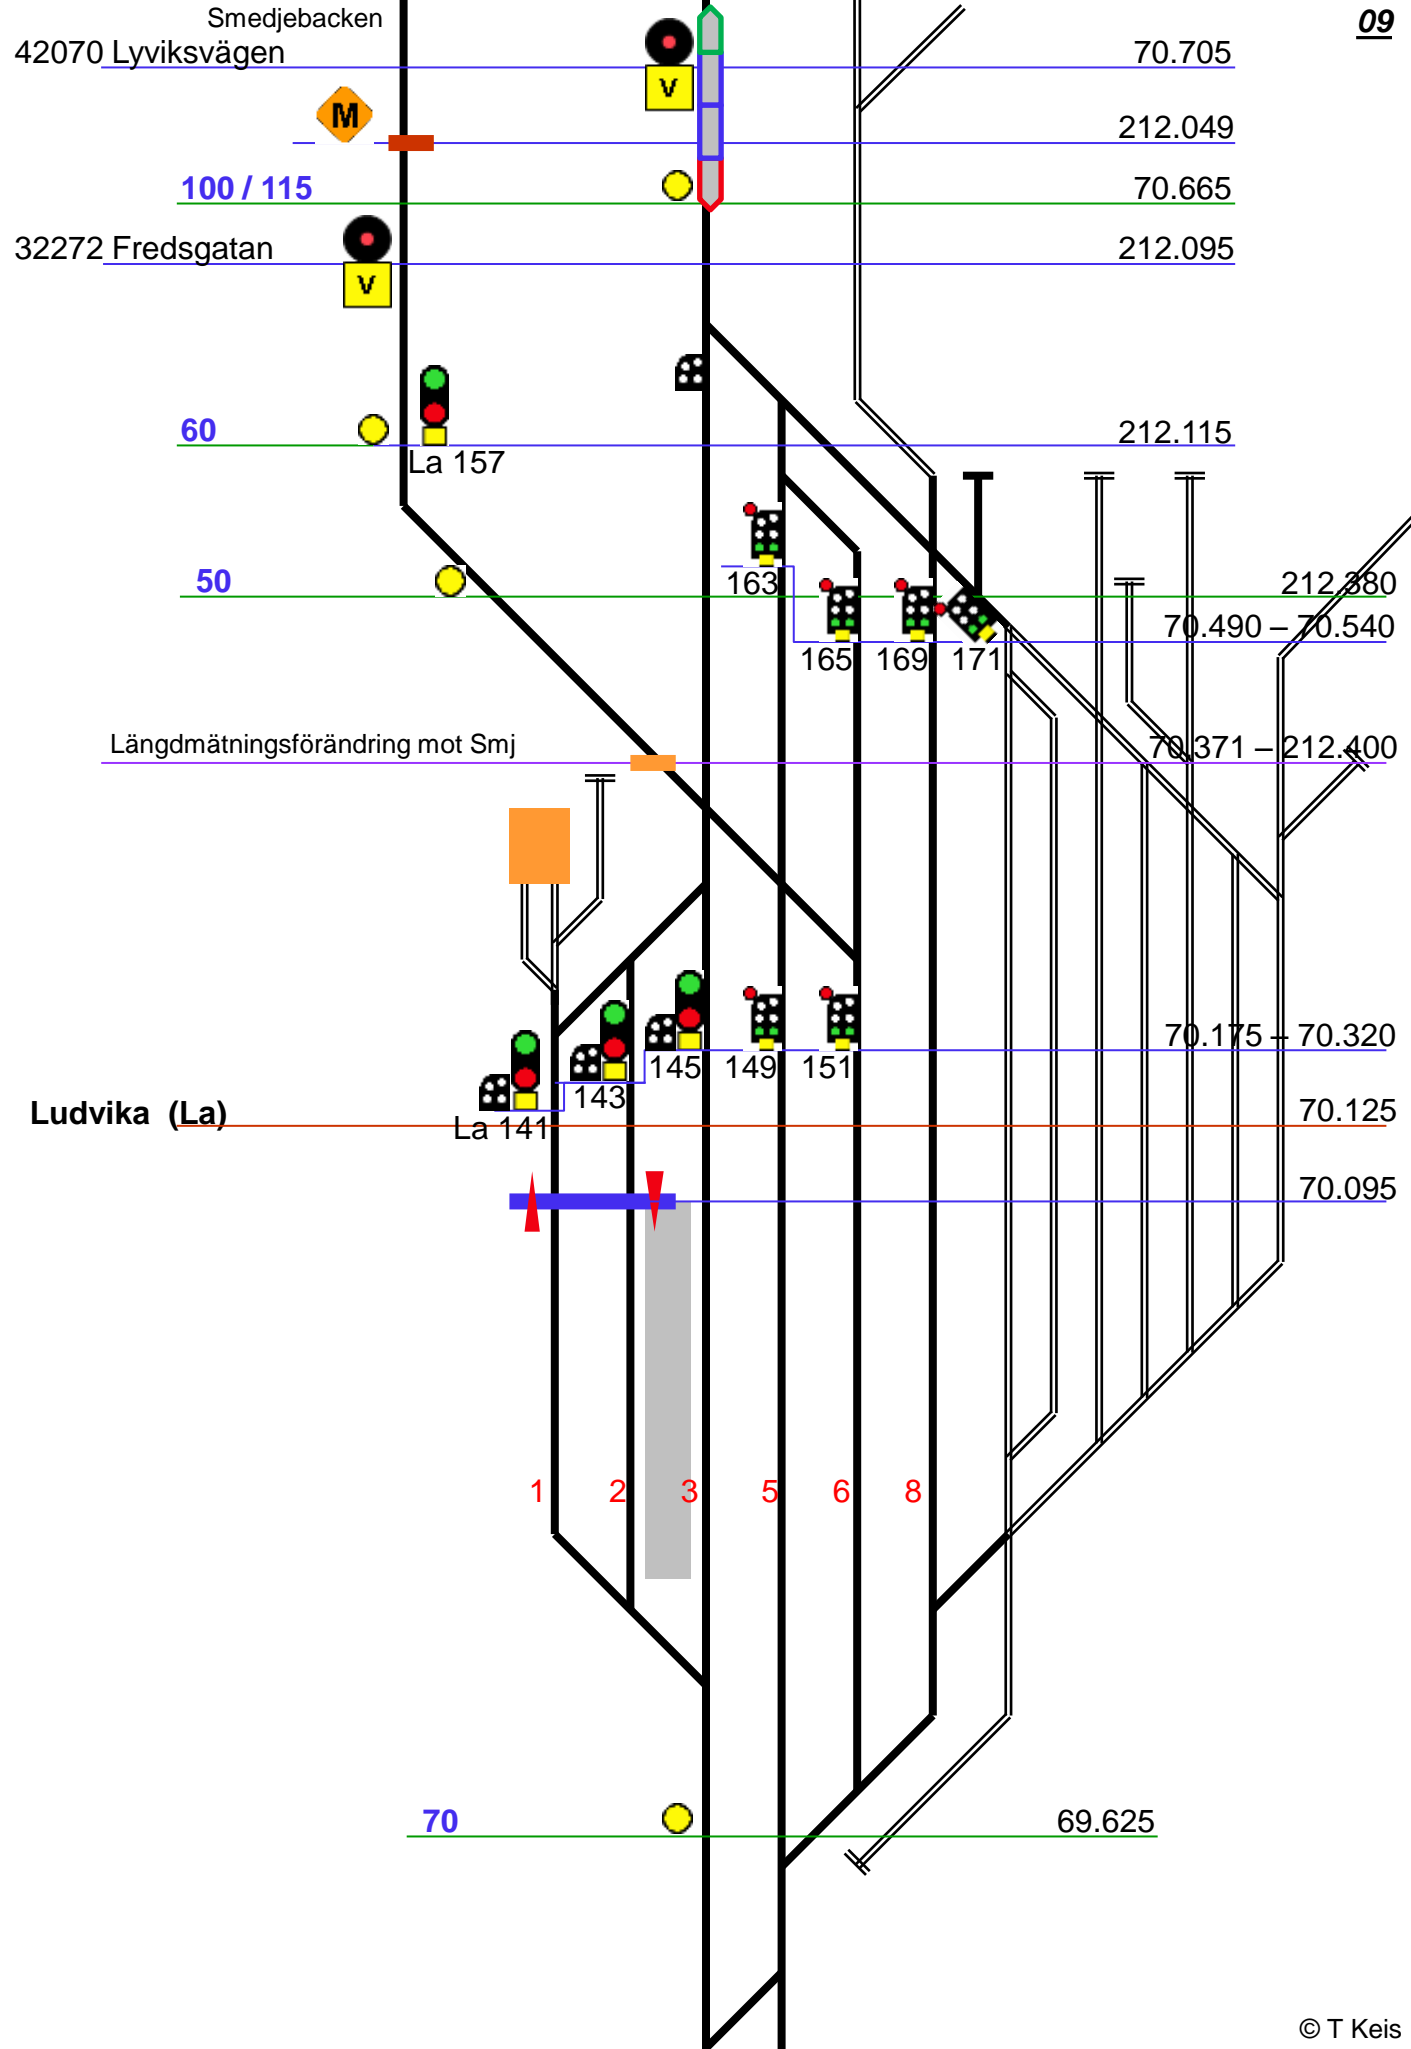 Smedjebacken
09
42070 Lyviksvägen
70.705
V
M
212.049
100 / 115
70.665
32272 Fredsgatan
212.095
V
60
212.115
La 157
50
163
212.380
70.490 – 70.540
165
169
171
Längdmätningsförändring mot Smj
70.371 – 212.400
70.175 – 70.320
145
149
151
143
La 141
Ludvika (La)
70.125
70.095
1
2
3
5
6
8
70
69.625
© T Keis